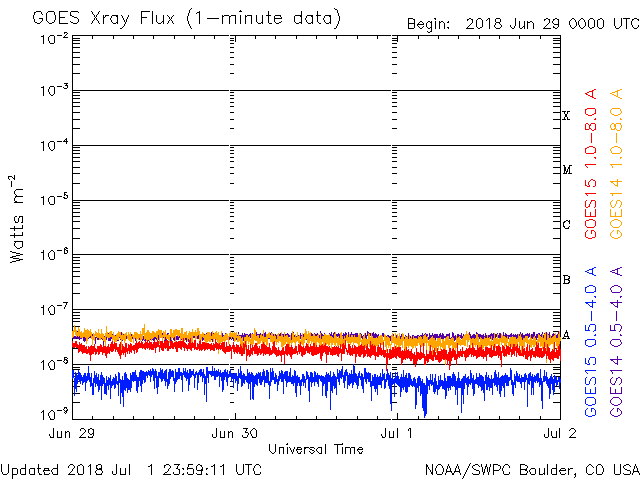 GOES Xray Flux (1-minute data)
Begin: 2018 Jun 29 0000 UTC
10⁻²
10⁻³
10⁻⁴
10⁻⁵
10⁻⁶
10⁻⁷
10⁻⁸
10⁻⁹
Watts m⁻²
X
M
C
B
A
GOES15 1.0-8.0 A
GOES14 1.0-8.0 A
GOES15 0.5-4.0 A
GOES14 0.5-4.0 A
Jun 29
Jun 30
Jul 1
Jul 2
Universal Time
Updated 2018 Jul 1 23:59:11 UTC
NOAA/SWPC Boulder, CO USA